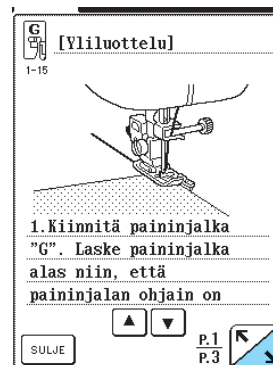 G
[Yliluottelu]
1-15
1.Kiinnitä paininjalka
"G". Laske paininjalka
alas niin, että
paininjalan ohjain on
SULJE
P.1
P.3